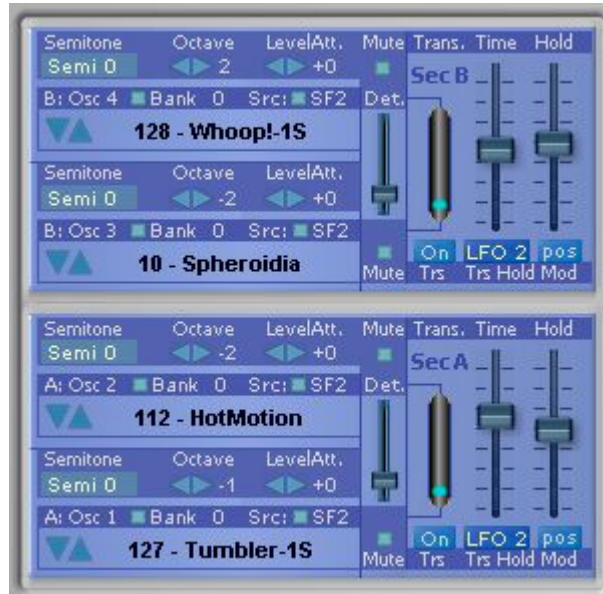 Semitone Octave LevelAtt. Mute Trans. Time Hold
Semi 0 2 +0 Sec B
B: Osc 4 Bank 0 Src: SF2 Det.
128 - Whoop!-1S
Semitone Octave LevelAtt.
Semi 0 -2 +0
B: Osc 3 Bank 0 Src: SF2 On LFO 2 pos
10 - Spheroidia Mute Trs Trs Hold Mod
Semitone Octave LevelAtt. Mute Trans. Time Hold
Semi 0 -2 +0 Sec A
A: Osc 2 Bank 0 Src: SF2 Det.
112 - HotMotion
Semitone Octave LevelAtt.
Semi 0 -1 +0
A: Osc 1 Bank 0 Src: SF2 On LFO 2 pos
127 - Tumbler-1S Mute Trs Trs Hold Mod